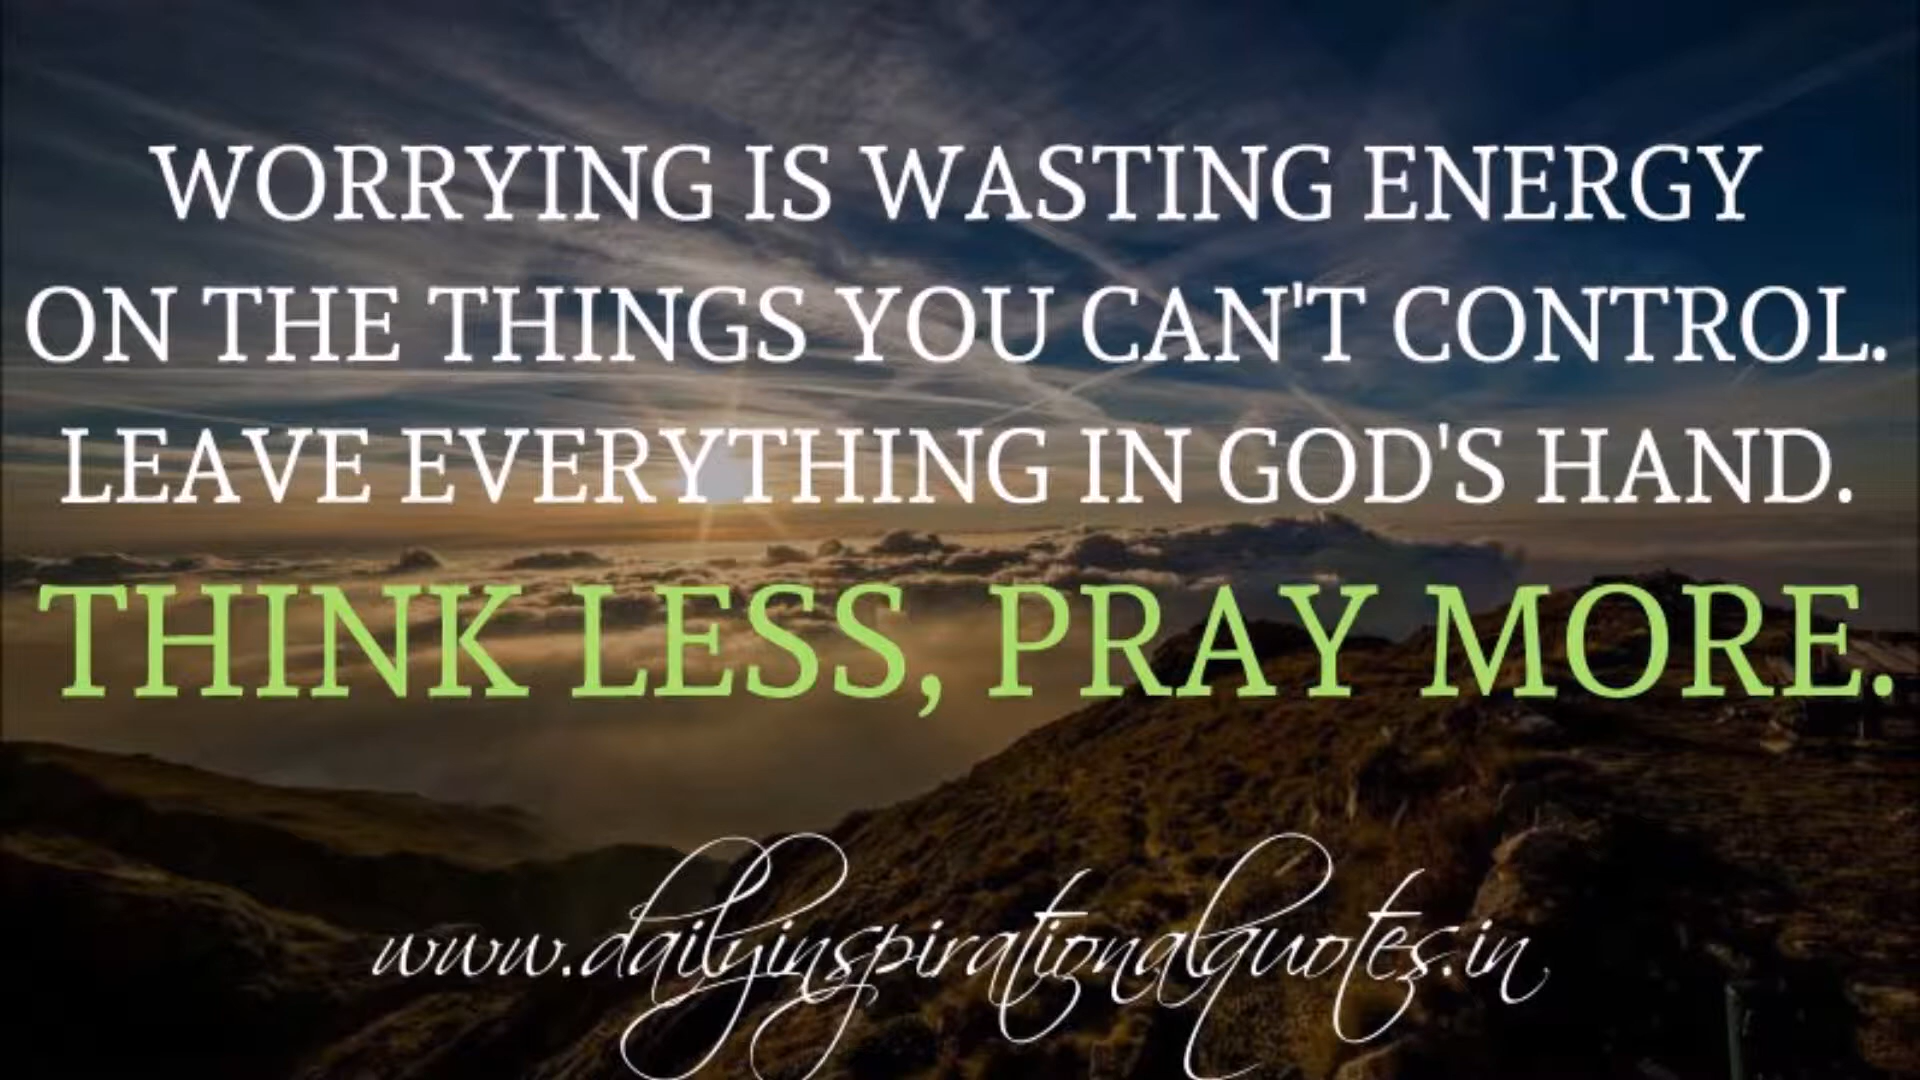 WORRYING IS WASTING ENERGY
ON THE THINGS YOU CAN'T CONTROL.
LEAVE EVERYTHING IN GOD'S HAND.
THINK LESS, PRAY MORE.
www.dailyinspirationalquotes.in